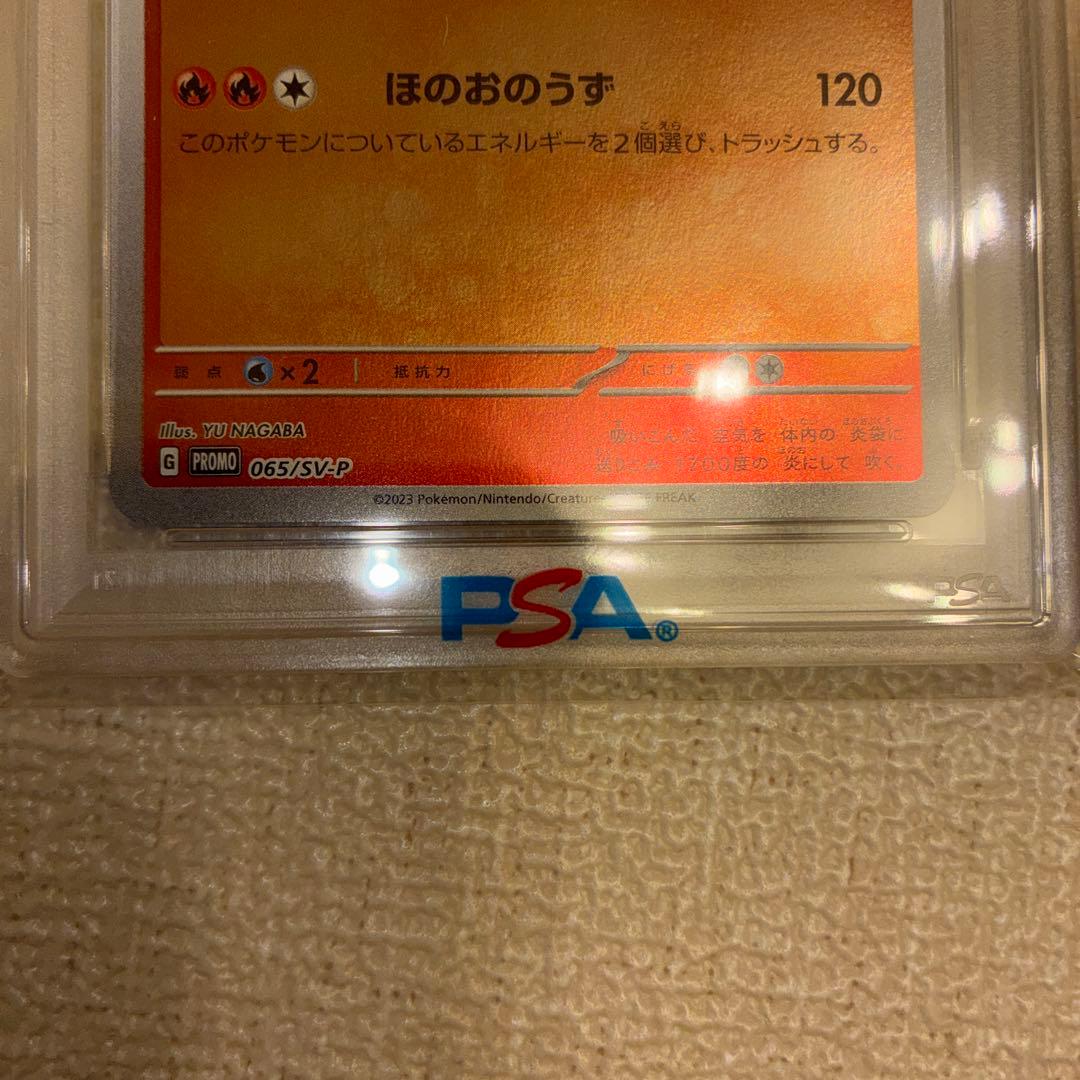 ほのおのうず 120
このポケモンについているエネルギーを2個選び、トラッシュする。
弱点 ×2 抵抗力 にげる
Illus. YU NAGABA
G PROMO 065/SV-P
吸いこんだ 空気を 体内の 炎袋に
送りこみ 1700度の 炎にして 吹く。
©2023 Pokémon/Nintendo/Creatures FREAK
PSA®
PSA